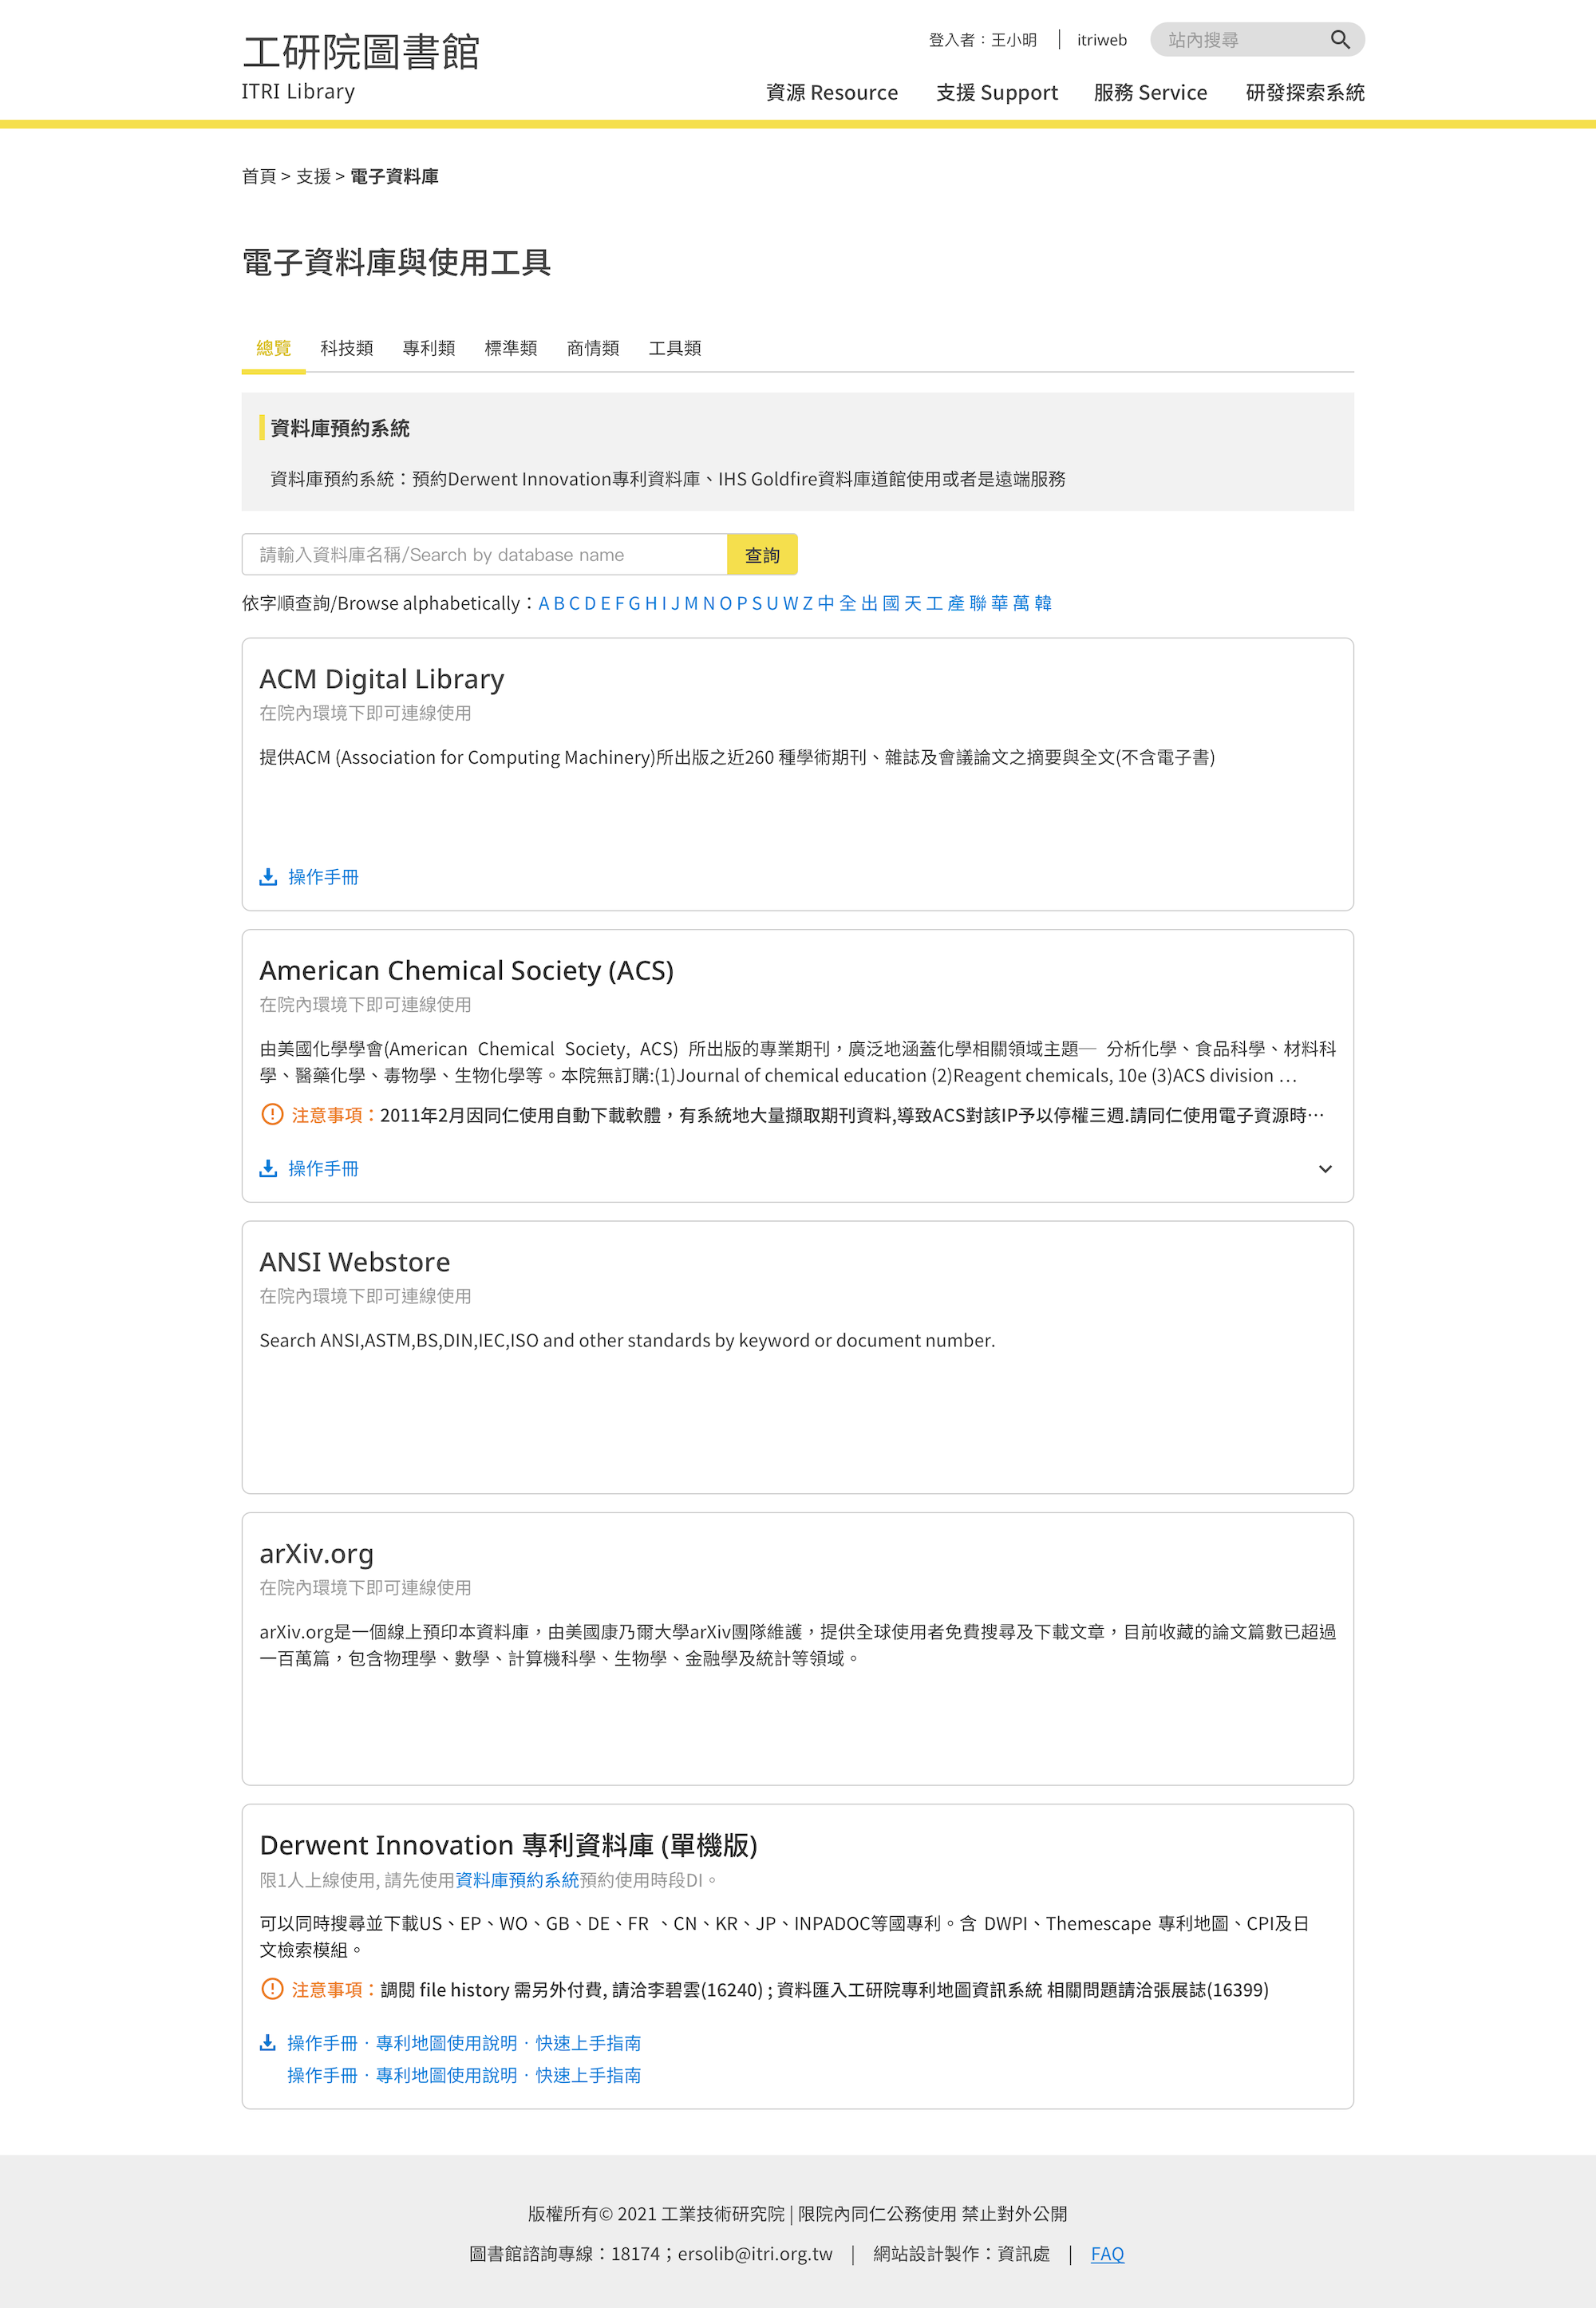 工研院圖書館
ITRI Library
登入者：王小明 | itriweb
站內搜尋
資源 Resource 支援 Support 服務 Service 研發探索系統
首頁 > 支援 > 電子資料庫
電子資料庫與使用工具
總覽 科技類 專利類 標準類 商情類 工具類
資料庫預約系統
資料庫預約系統：預約Derwent Innovation專利資料庫、IHS Goldfire資料庫道館使用或者是遠端服務
請輸入資料庫名稱/Search by database name 查詢
依字順查詢/Browse alphabetically：A B C D E F G H I J M N O P S U W Z 中 全 出 國 天 工 產 聯 華 萬 韓
ACM Digital Library
在院內環境下即可連線使用
提供ACM (Association for Computing Machinery)所出版之近260 種學術期刊、雜誌及會議論文之摘要與全文(不含電子書)
操作手冊
American Chemical Society (ACS)
在院內環境下即可連線使用
由美國化學學會(American Chemical Society, ACS) 所出版的專業期刊，廣泛地涵蓋化學相關領域主題─ 分析化學、食品科學、材料科
學、醫藥化學、毒物學、生物化學等。本院無訂購:(1)Journal of chemical education (2)Reagent chemicals, 10e (3)ACS division …
注意事項：2011年2月因同仁使用自動下載軟體，有系統地大量擷取期刊資料,導致ACS對該IP予以停權三週.請同仁使用電子資源時…
操作手冊
ANSI Webstore
在院內環境下即可連線使用
Search ANSI,ASTM,BS,DIN,IEC,ISO and other standards by keyword or document number.
arXiv.org
在院內環境下即可連線使用
arXiv.org是一個線上預印本資料庫，由美國康乃爾大學arXiv團隊維護，提供全球使用者免費搜尋及下載文章，目前收藏的論文篇數已超過
一百萬篇，包含物理學、數學、計算機科學、生物學、金融學及統計等領域。
Derwent Innovation 專利資料庫 (單機版)
限1人上線使用, 請先使用資料庫預約系統預約使用時段DI。
可以同時搜尋並下載US、EP、WO、GB、DE、FR 、CN、KR、JP、INPADOC等國專利。含 DWPI、Themescape 專利地圖、CPI及日
文檢索模組。
注意事項：調閱 file history 需另外付費, 請洽李碧雲(16240) ; 資料匯入工研院專利地圖資訊系統 相關問題請洽張展誌(16399)
操作手冊 · 專利地圖使用說明 · 快速上手指南
操作手冊 · 專利地圖使用說明 · 快速上手指南
版權所有© 2021 工業技術研究院 | 限院內同仁公務使用 禁止對外公開
圖書館諮詢專線：18174；ersolib@itri.org.tw | 網站設計製作：資訊處 | FAQ